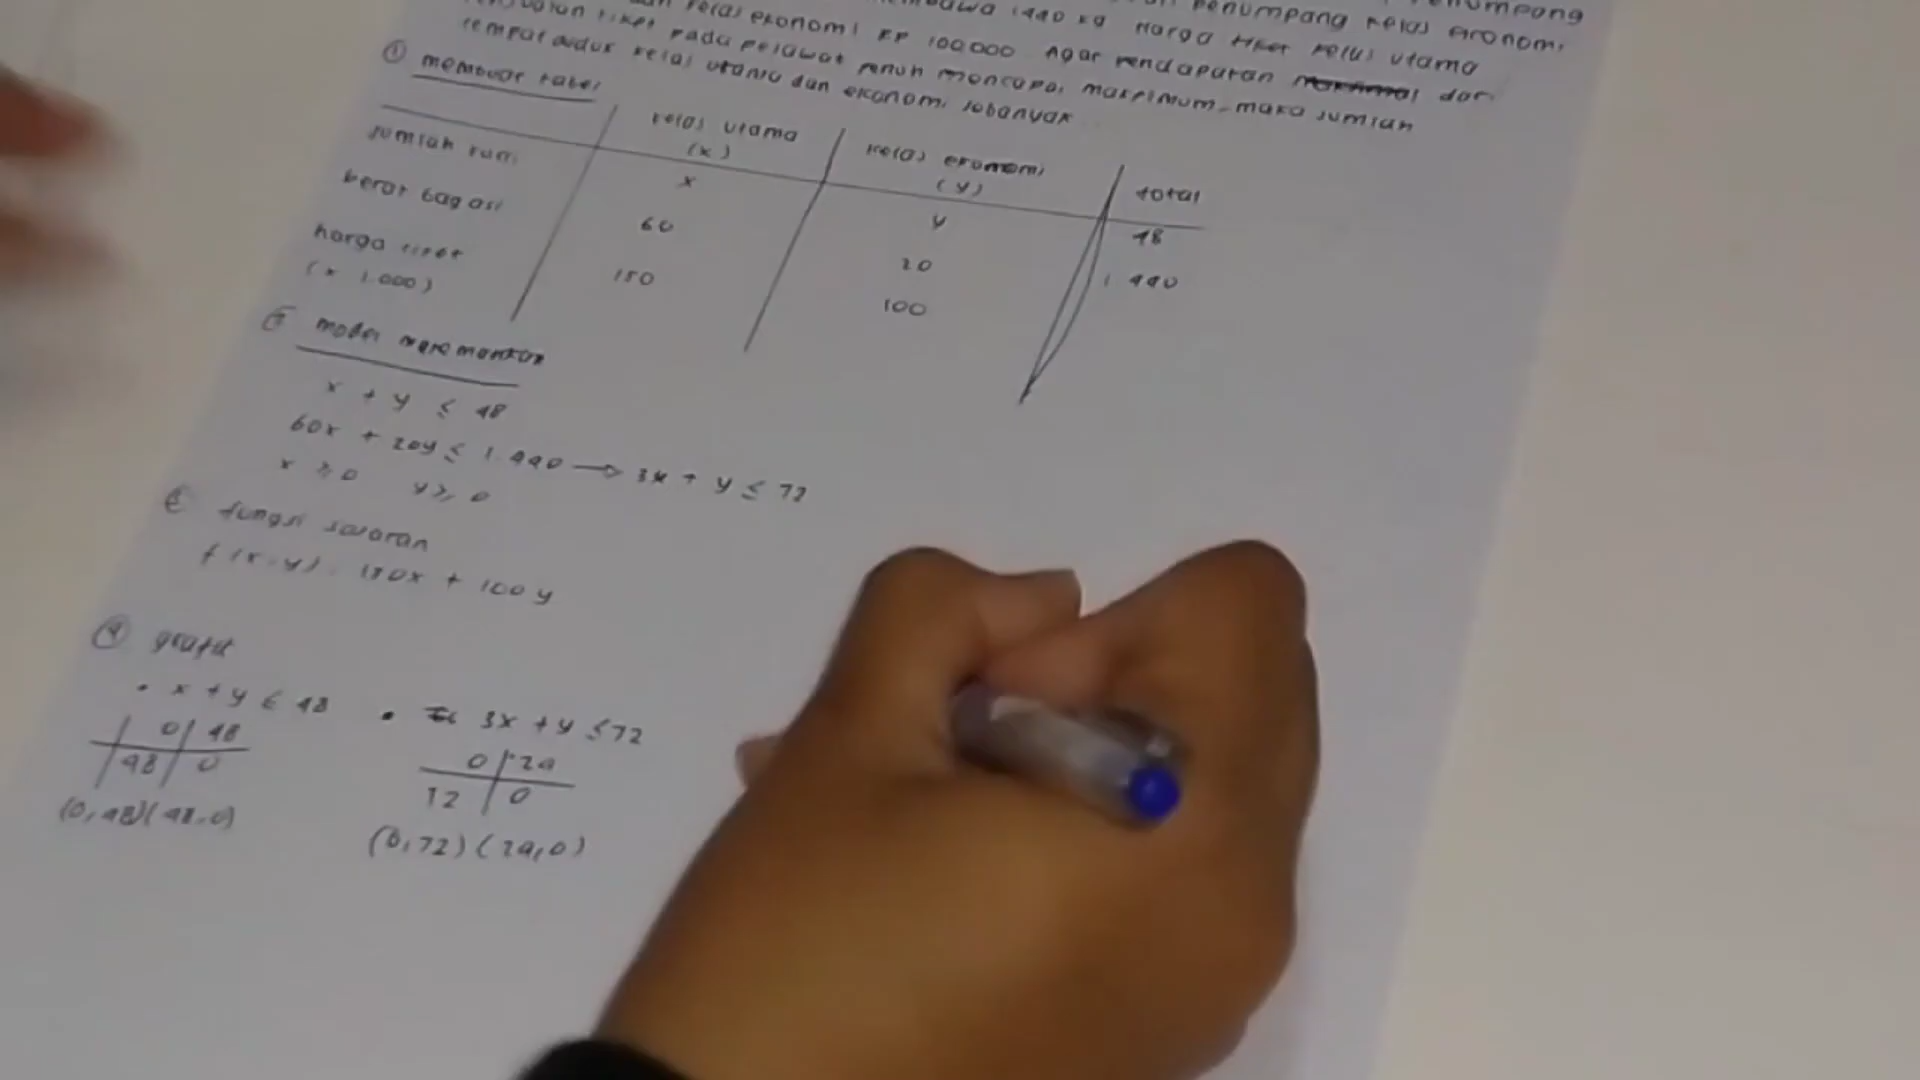 penumpang
penumpang kelas ekonomi
kelas ekonomi RP 100.000 membawa 1440 kg Harga tiket kelas utama
tiket pada pesawat penuh mencapai maksimum, maka jumlah
Agar pendapatan maksimal dari
tempat duduk kelas utama dan ekonomi sebanyak
① membuat tabel
kelas utama (x) kelas ekonomi (y) total
jumlah x y 48
berat bagasi 60 20 1.440
harga tiket (x 1.000) 150 100
② model matematika
x + y ≤ 48
60x + 20y ≤ 1.440 → 3x + y ≤ 72
x ≥ 0 y ≥ 0
③ fungsi sasaran
f (x,y) = 150x + 100y
④ grafik
• x + y ≤ 48 • 3x + y ≤ 72
0 48 0 24
48 0 72 0
(0,48)(48,0) (0,72)(24,0)